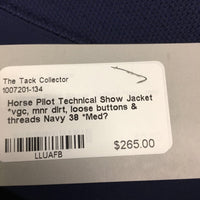 The Tack Collector
1007201-134
Horse Pilot Technical Show Jacket
*vgc, mnr dirt, loose buttons &
threads Navy 38 *Med?
$265.00
LLUAFB